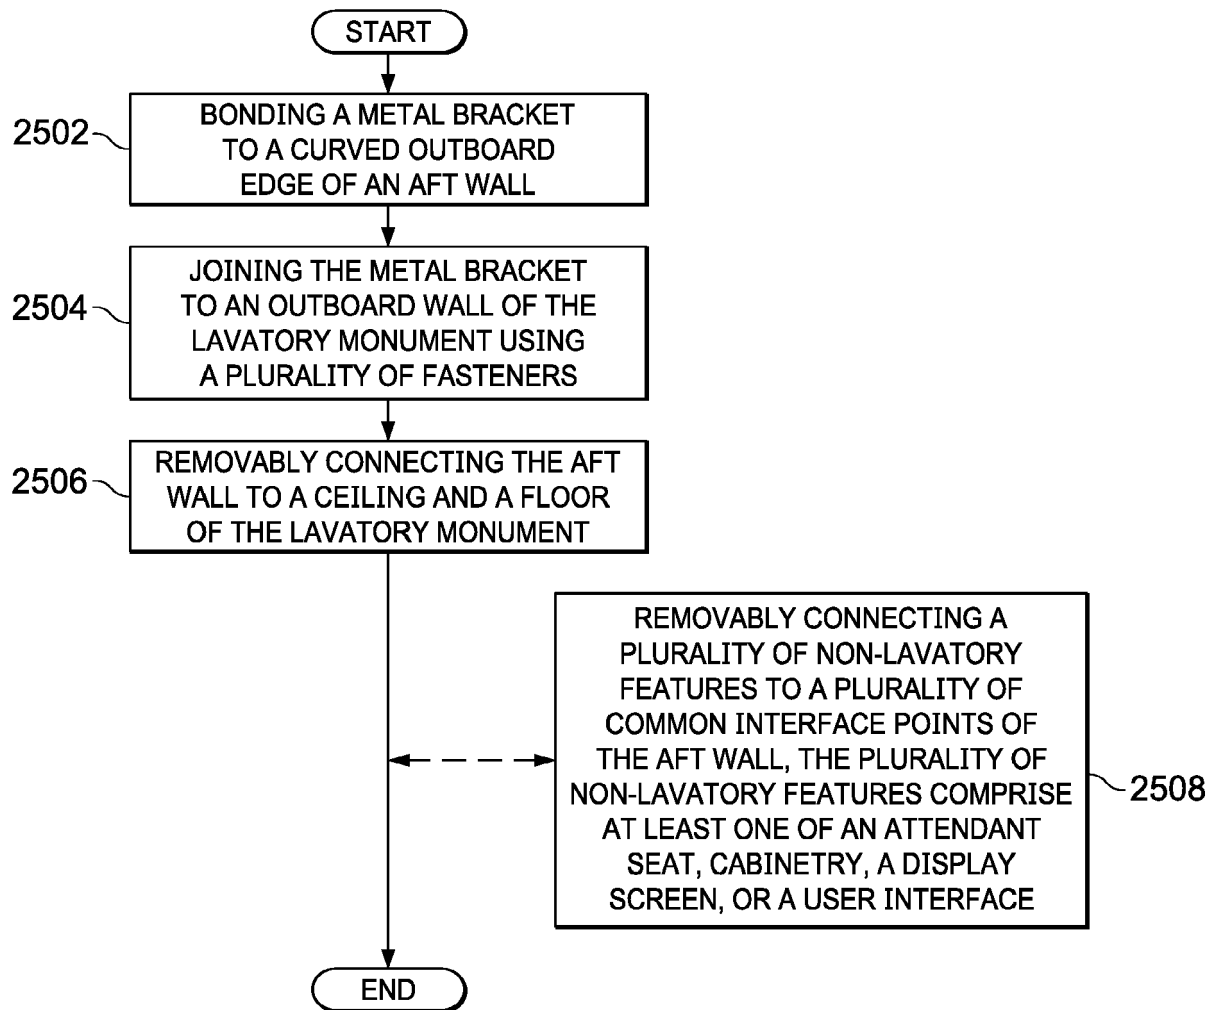 START
2502
BONDING A METAL BRACKET
TO A CURVED OUTBOARD
EDGE OF AN AFT WALL
2504
JOINING THE METAL BRACKET
TO AN OUTBOARD WALL OF THE
LAVATORY MONUMENT USING
A PLURALITY OF FASTENERS
2506
REMOVABLY CONNECTING THE AFT
WALL TO A CEILING AND A FLOOR
OF THE LAVATORY MONUMENT
REMOVABLY CONNECTING A
PLURALITY OF NON-LAVATORY
FEATURES TO A PLURALITY OF
COMMON INTERFACE POINTS OF
THE AFT WALL, THE PLURALITY OF
NON-LAVATORY FEATURES COMPRISE
AT LEAST ONE OF AN ATTENDANT
SEAT, CABINETRY, A DISPLAY
SCREEN, OR A USER INTERFACE
2508
END